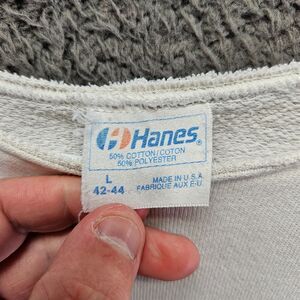 Hanes®
50% COTTON/COTON
50% POLYESTER
L
42-44
MADE IN U.S.A
FABRIQUE AUX E-U